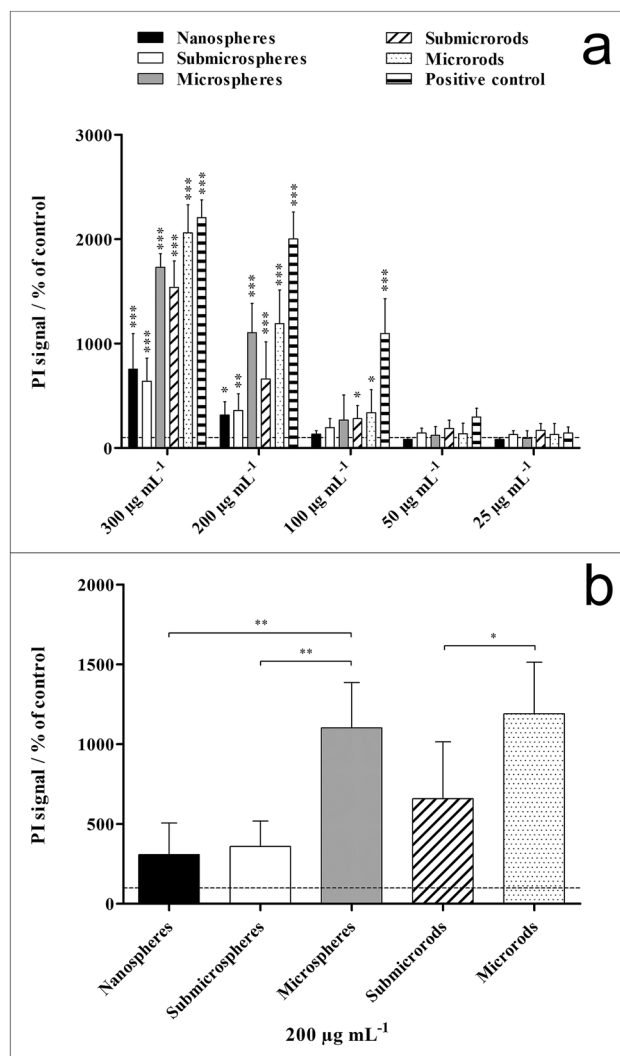 a
Nanospheres
Submicrospheres
Microspheres
Submicrorods
Microrods
Positive control
PI signal / % of control
3000
2000
1000
0
***
***
***
***
***
***
*
**
***
***
***
***
*
*
***
300 µg mL⁻¹
200 µg mL⁻¹
100 µg mL⁻¹
50 µg mL⁻¹
25 µg mL⁻¹
b
PI signal / % of control
2000
1500
1000
500
0
**
**
*
Nanospheres
Submicrospheres
Microspheres
Submicrorods
Microrods
200 µg mL⁻¹